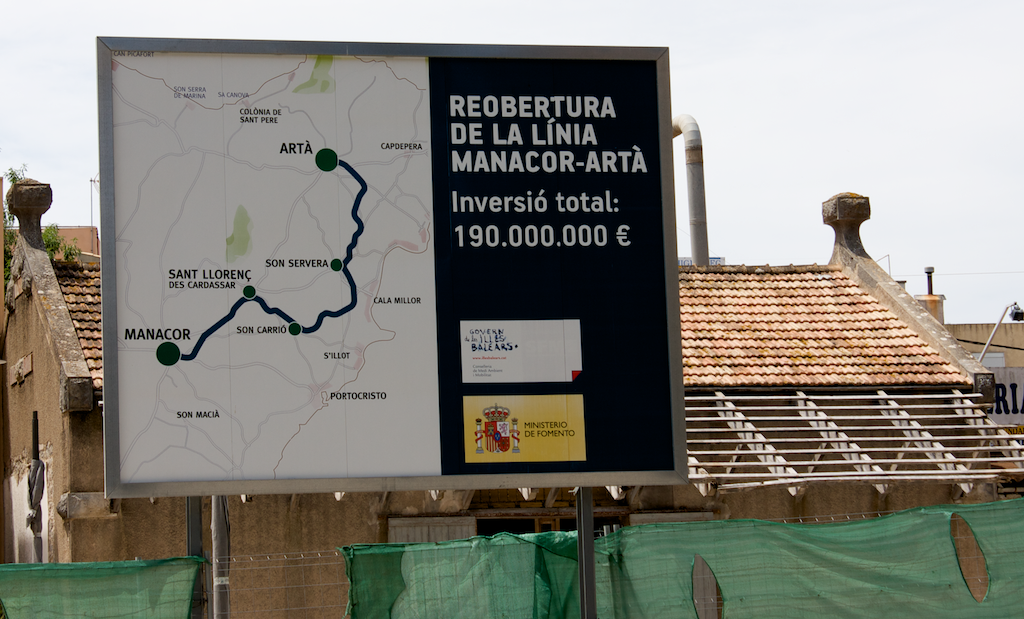 CAN PICAFORT
SON SERRA
DE MARINA
SA CANOVA
COLÒNIA DE
SANT PERE
ARTÀ
CAPDEPERA
SON SERVERA
SANT LLORENÇ
DES CARDASSAR
CALA MILLOR
SON CARRIÓ
MANACOR
S'ILLOT
PORTOCRISTO
SON MACIÀ
REOBERTURA
DE LA LÍNIA
MANACOR-ARTÀ
Inversió total:
190.000.000 €
GOVERN
de les ILLES
BALEARS
MINISTERIO
DE FOMENTO